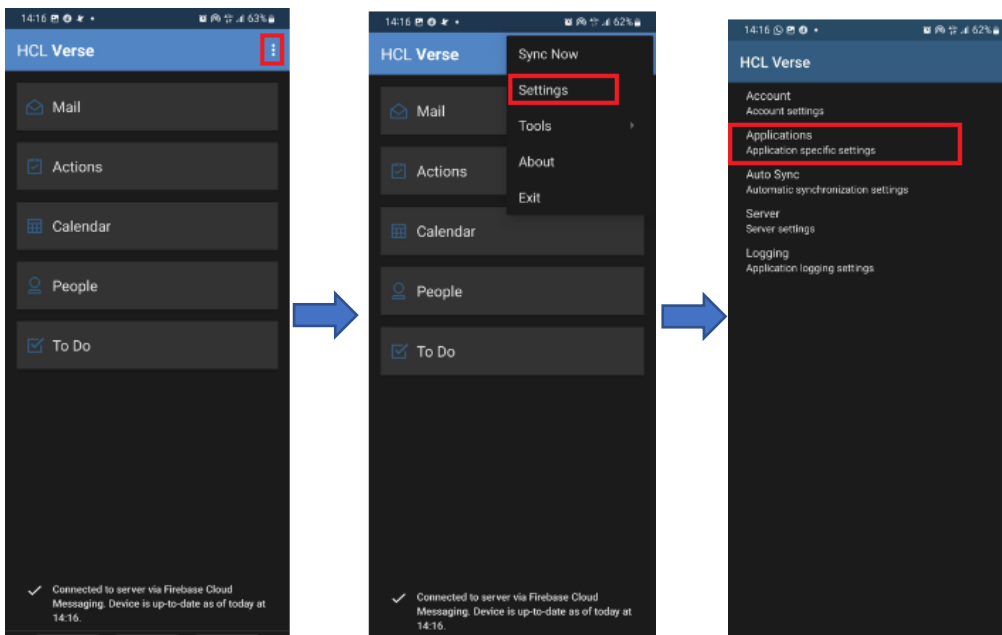 14:16 63%
HCL Verse
Mail
Actions
Calendar
People
To Do
Connected to server via Firebase Cloud
Messaging. Device is up-to-date as of today at
14:16.
14:16 62%
HCL Verse
Sync Now
Settings
Tools
About
Exit
Mail
Actions
Calendar
People
To Do
Connected to server via Firebase Cloud
Messaging. Device is up-to-date as of today at
14:16.
14:16 62%
HCL Verse
Account
Account settings
Applications
Application specific settings
Auto Sync
Automatic synchronization settings
Server
Server settings
Logging
Application logging settings